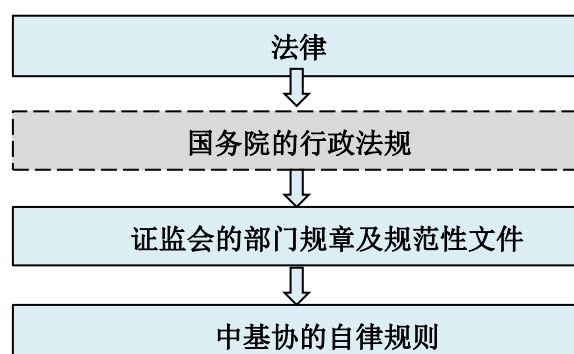 法律
国务院的行政法规
证监会的部门规章及规范性文件
中基协的自律规则